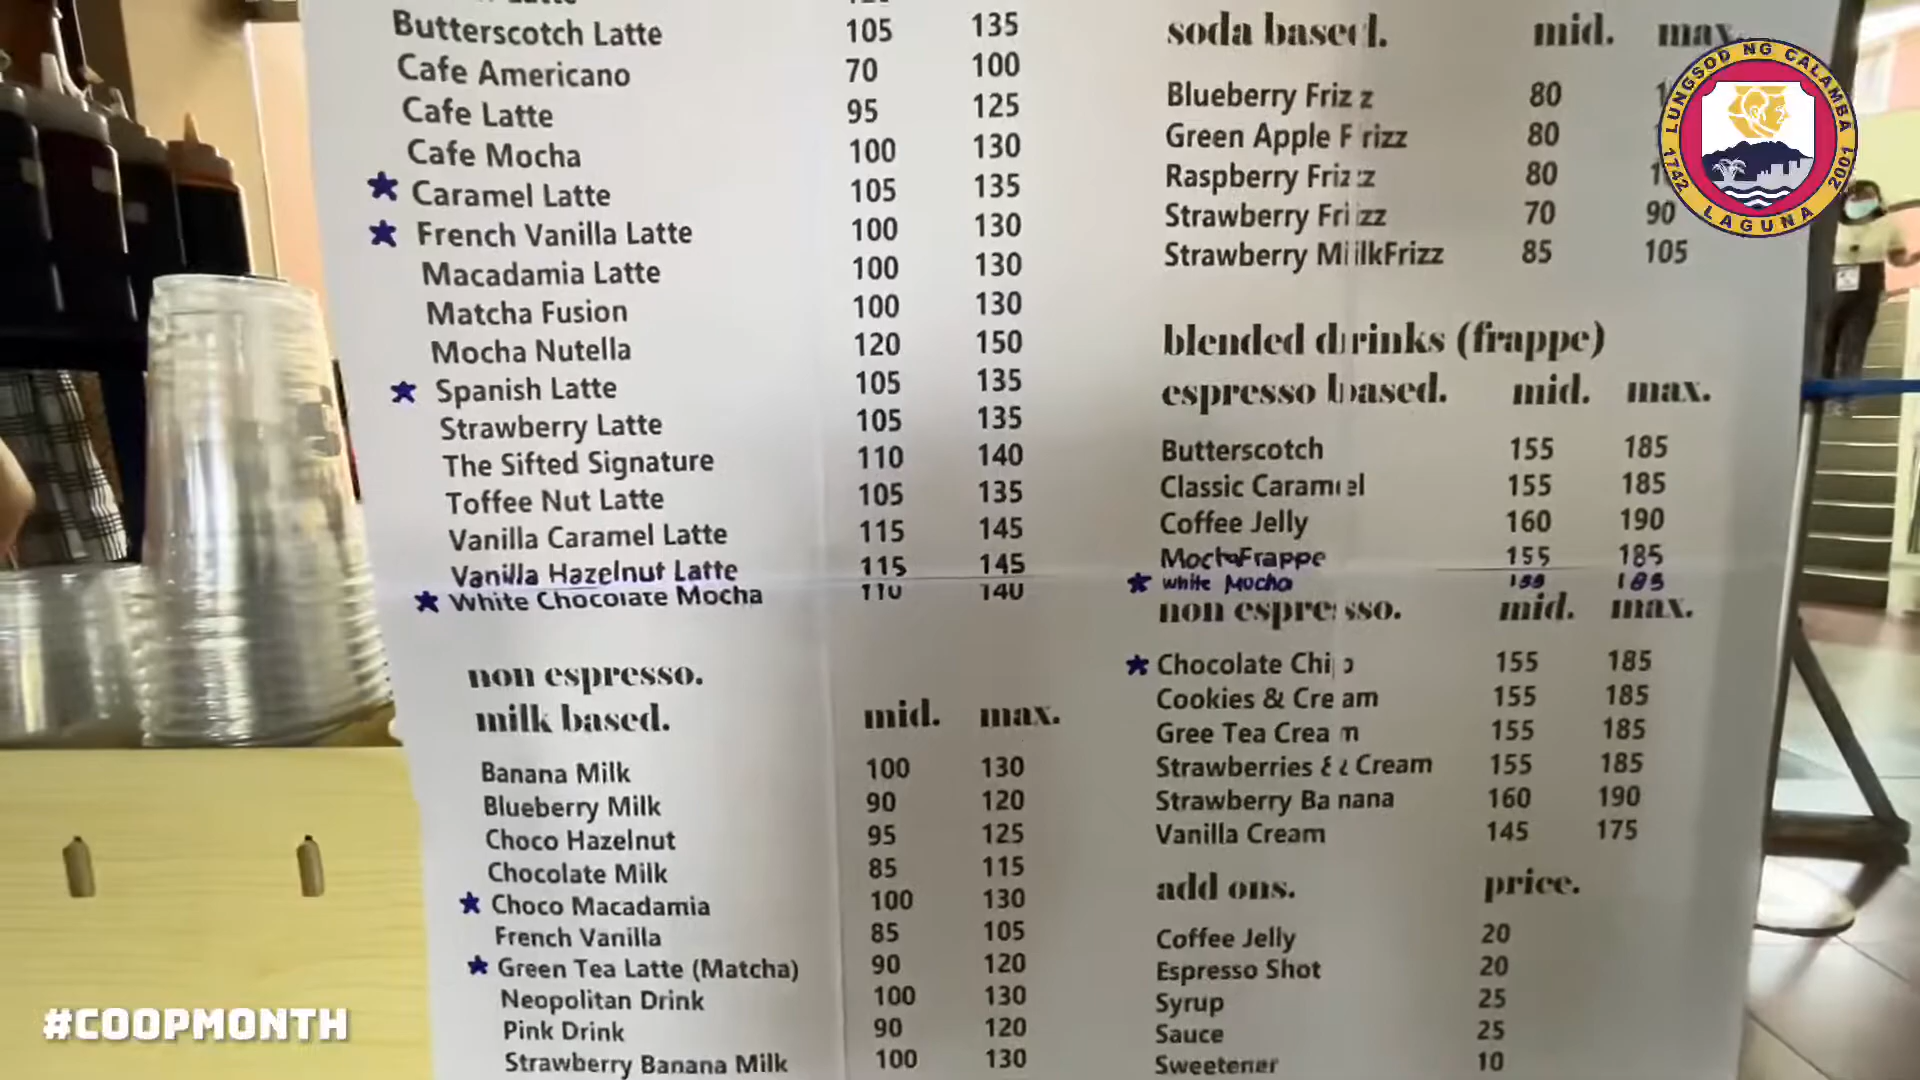 Latte
Butterscotch Latte 105 135
Cafe Americano 70 100
Cafe Latte 95 125
Cafe Mocha 100 130
Caramel Latte 105 135
French Vanilla Latte 100 130
Macadamia Latte 100 130
Matcha Fusion 100 130
Mocha Nutella 120 150
Spanish Latte 105 135
Strawberry Latte 105 135
The Sifted Signature 110 140
Toffee Nut Latte 105 135
Vanilla Caramel Latte 115 145
Vanilla Hazelnut Latte 115 145
White Chocolate Mocha 110 140
non espresso.
milk based. mid. max.
Banana Milk 100 130
Blueberry Milk 90 120
Choco Hazelnut 95 125
Chocolate Milk 85 115
Choco Macadamia 100 130
French Vanilla 85 105
Green Tea Latte (Matcha) 90 120
Neopolitan Drink 100 130
Pink Drink 90 120
Strawberry Banana Milk 100 130
soda based. mid. max.
Blueberry Frizz 80
Green Apple Frizz 80
Raspberry Frizz 80
Strawberry Frizz 70 90
Strawberry MilkFrizz 85 105
blended drinks (frappe)
espresso based. mid. max.
Butterscotch 155 185
Classic Caramel 155 185
Coffee Jelly 160 190
MochaFrappe 155 185
white Mocha 155 185
non espresso. mid. max.
Chocolate Chip 155 185
Cookies & Cream 155 185
Gree Tea Cream 155 185
Strawberries & Cream 155 185
Strawberry Banana 160 190
Vanilla Cream 145 175
add ons. price.
Coffee Jelly 20
Espresso Shot 20
Syrup 25
Sauce 25
Sweetener 10
LUNGSOD NG CALAMBA
1742 LAGUNA 2001
#COOPMONTH